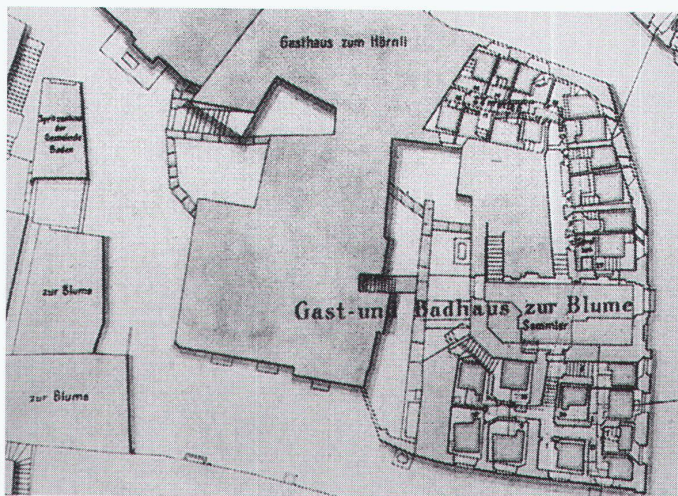 Gasthaus zum Hörnli
der
Gemeinde
Baden
zur Blume
Gast- und Badhaus zur Blume
Sammler
zur Blume